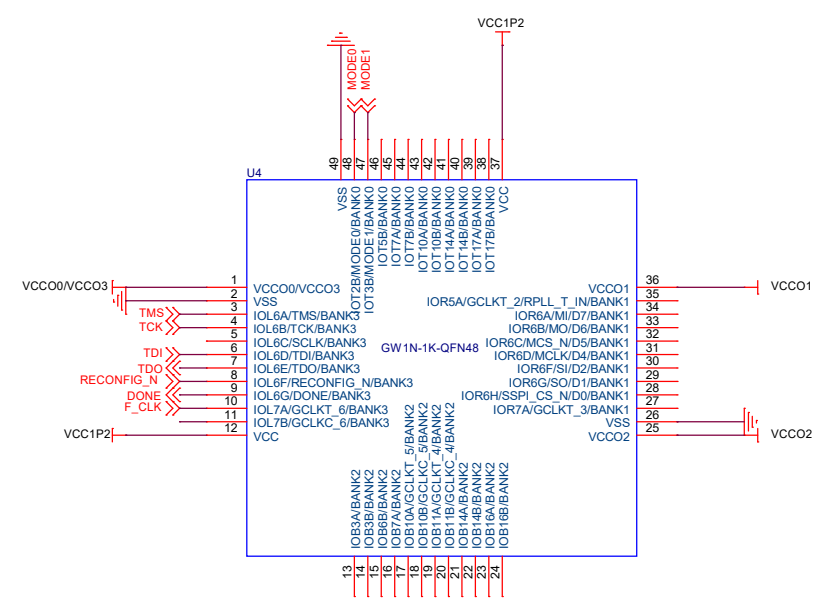 VCC1P2
MODE0
MODE1
49
48
47
46
45
44
43
42
41
40
39
38
37
U4
VSS
IOT2B/MODE0/BANK0
IOT3B/MODE1/BANK0
IOT5B/BANK0
IOT7A/BANK0
IOT7B/BANK0
IOT10A/BANK0
IOT10B/BANK0
IOT14A/BANK0
IOT14B/BANK0
IOT17A/BANK0
IOT17B/BANK0
VCC
VCCO0/VCCO3 1 VCCO0/VCCO3
2 VSS
TMS 3 IOL6A/TMS/BANK3
TCK 4 IOL6B/TCK/BANK3
5 IOL6C/SCLK/BANK3
TDI 6 IOL6D/TDI/BANK3
TDO 7 IOL6E/TDO/BANK3
RECONFIG_N 8 IOL6F/RECONFIG_N/BANK3
DONE 9 IOL6G/DONE/BANK3
F_CLK 10 IOL7A/GCLKT_6/BANK3
11 IOL7B/GCLKC_6/BANK3
VCC1P2 12 VCC
GW1N-1K-QFN48
VCCO1 36 VCCO1
IOR5A/GCLKT_2/RPLL_T_IN/BANK1 35
IOR6A/MI/D7/BANK1 34
IOR6B/MO/D6/BANK1 33
IOR6C/MCS_N/D5/BANK1 32
IOR6D/MCLK/D4/BANK1 31
IOR6F/SI/D2/BANK1 30
IOR6G/SO/D1/BANK1 29
IOR6H/SSPI_CS_N/D0/BANK1 28
IOR7A/GCLKT_3/BANK1 27
VSS 26
VCCO2 25 VCCO2
IOB3A/BANK2
IOB3B/BANK2
IOB6B/BANK2
IOB7A/BANK2
IOB10A/GCLKT_5/BANK2
IOB10B/GCLKC_5/BANK2
IOB11A/GCLKT_4/BANK2
IOB11B/GCLKC_4/BANK2
IOB14A/BANK2
IOB14B/BANK2
IOB16A/BANK2
IOB16B/BANK2
13
14
15
16
17
18
19
20
21
22
23
24